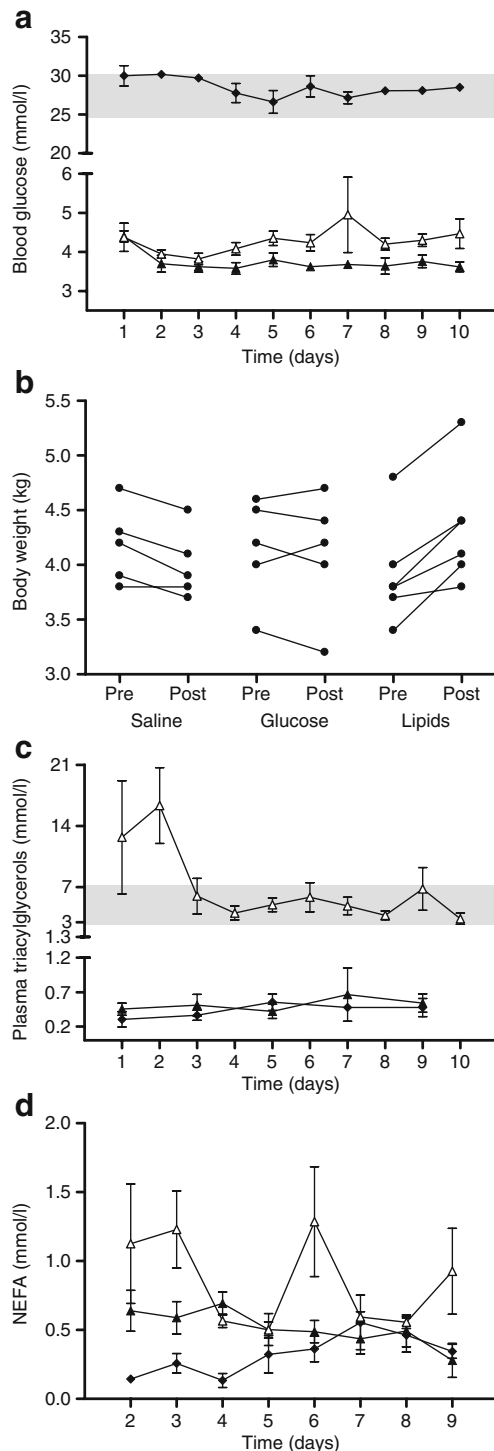 a
Blood glucose (mmol/l)
35
30
25
20
6
5
4
3
1 2 3 4 5 6 7 8 9 10
Time (days)
b
Body weight (kg)
5.5
5.0
4.5
4.0
3.5
3.0
Pre Post Pre Post Pre Post
Saline Glucose Lipids
c
Plasma triacylglycerols (mmol/l)
21
14
7
3
1.3
1.2
0.7
0.2
1 2 3 4 5 6 7 8 9 10
Time (days)
d
NEFA (mmol/l)
2.0
1.5
1.0
0.5
0.0
2 3 4 5 6 7 8 9
Time (days)